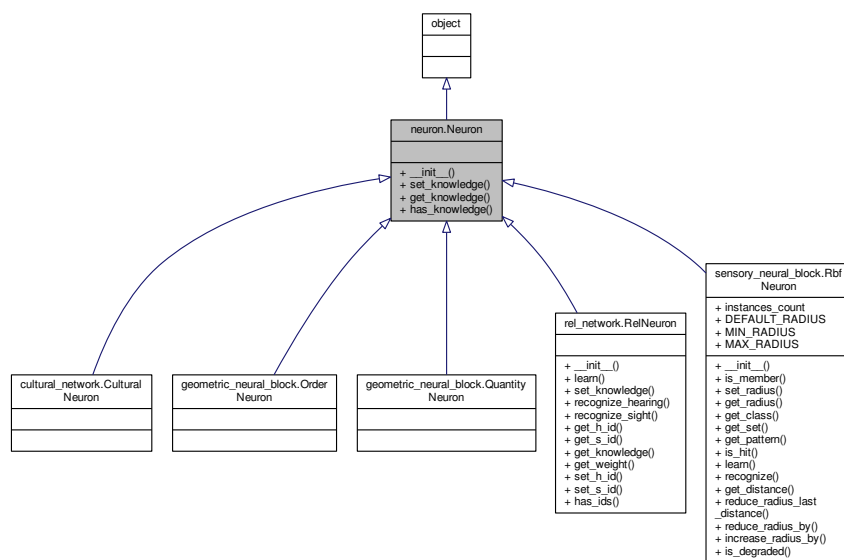 object
neuron.Neuron
+ __init__()
+ set_knowledge()
+ get_knowledge()
+ has_knowledge()
cultural_network.Cultural
Neuron
geometric_neural_block.Order
Neuron
geometric_neural_block.Quantity
Neuron
rel_network.RelNeuron
+ __init__()
+ learn()
+ set_knowledge()
+ recognize_hearing()
+ recognize_sight()
+ get_h_id()
+ get_s_id()
+ get_knowledge()
+ get_weight()
+ set_h_id()
+ set_s_id()
+ has_ids()
sensory_neural_block.Rbf
Neuron
+ instances_count
+ DEFAULT_RADIUS
+ MIN_RADIUS
+ MAX_RADIUS
+ __init__()
+ is_member()
+ set_radius()
+ get_radius()
+ get_class()
+ get_set()
+ get_pattern()
+ is_hit()
+ learn()
+ recognize()
+ get_distance()
+ reduce_radius_last
_distance()
+ reduce_radius_by()
+ increase_radius_by()
+ is_degraded()